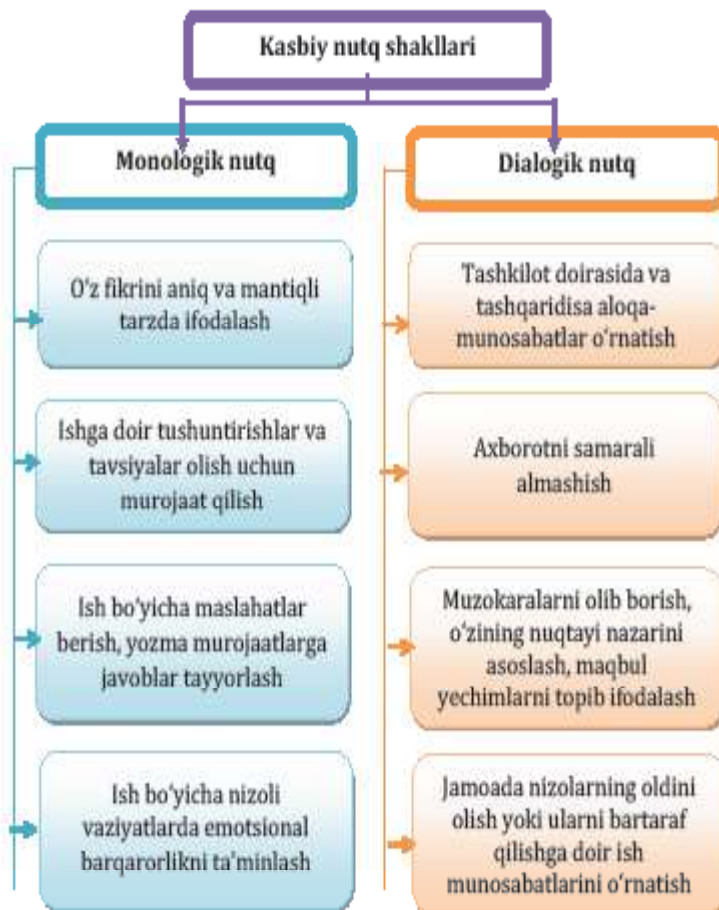 Kasbiy nutq shakllari
Monologik nutq
O'z fikrini aniq va mantiqli
tarzda ifodalash
Ishga doir tushuntirishlar va
tavsiyalar olish uchun
murojaat qilish
Ish bo'yicha maslahatlar
berish, yozma murojaatlarga
javoblar tayyorlash
Ish bo'yicha nizoli
vaziyatlarda emotsional
barqarorlikni ta'minlash
Dialogik nutq
Tashkilot doirasida va
tashqaridisa aloqa-
munosabatlar o'rnatish
Axborotni samarali
almashish
Muzokaralarni olib borish,
o'zining nuqtayi nazarini
asoslash, maqbul
yechimlarni topib ifodalash
Jamoada nizolarning oldini
olish yoki ularni bartaraf
qilishga doir ish
munosabatlarini o'rnatish